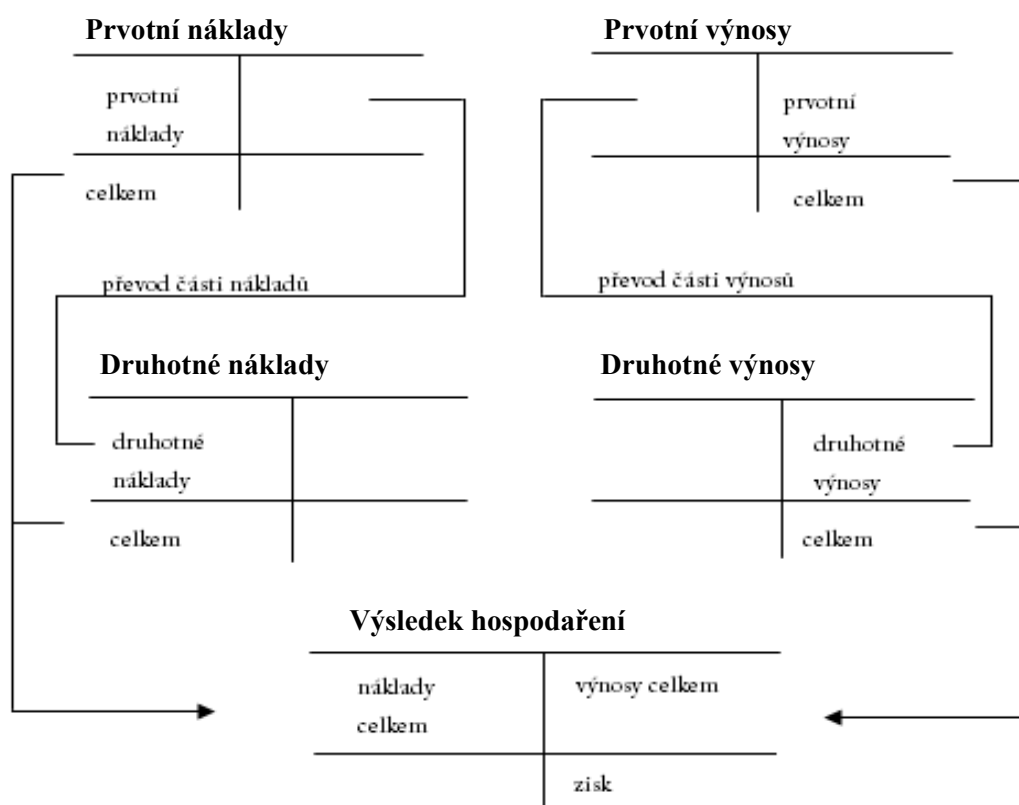 Prvotní náklady
Prvotní výnosy
prvotní
náklady
celkem
prvotní
výnosy
celkem
převod části nákladů
převod části výnosů
Druhotné náklady
Druhotné výnosy
druhotné
náklady
celkem
druhotné
výnosy
celkem
Výsledek hospodaření
náklady
celkem
výnosy celkem
zisk